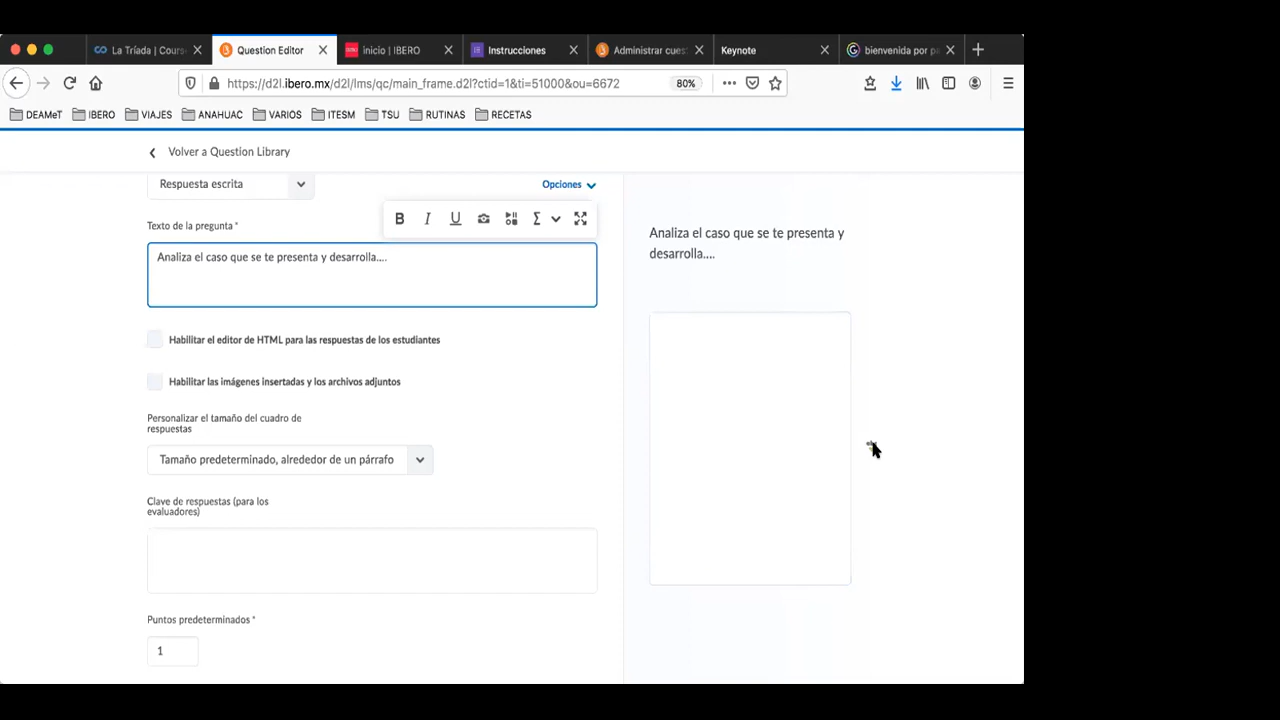 La Tríada | Cours
Question Editor
inicio | IBERO
Instrucciones
Administrar cues
Keynote
bienvenida por pa
https://d2l.ibero.mx/d2l/lms/qc/main_frame.d2l?ctid=1&ti=51000&ou=6672
80%
DEAMeT
IBERO
VIAJES
ANAHUAC
VARIOS
ITESM
TSU
RUTINAS
RECETAS
Volver a Question Library
Respuesta escrita
Opciones
Texto de la pregunta *
B I U Σ
Analiza el caso que se te presenta y desarrolla....
Analiza el caso que se te presenta y
desarrolla....
Habilitar el editor de HTML para las respuestas de los estudiantes
Habilitar las imágenes insertadas y los archivos adjuntos
Personalizar el tamaño del cuadro de
respuestas
Tamaño predeterminado, alrededor de un párrafo
Clave de respuestas (para los
evaluadores)
Puntos predeterminados *
1